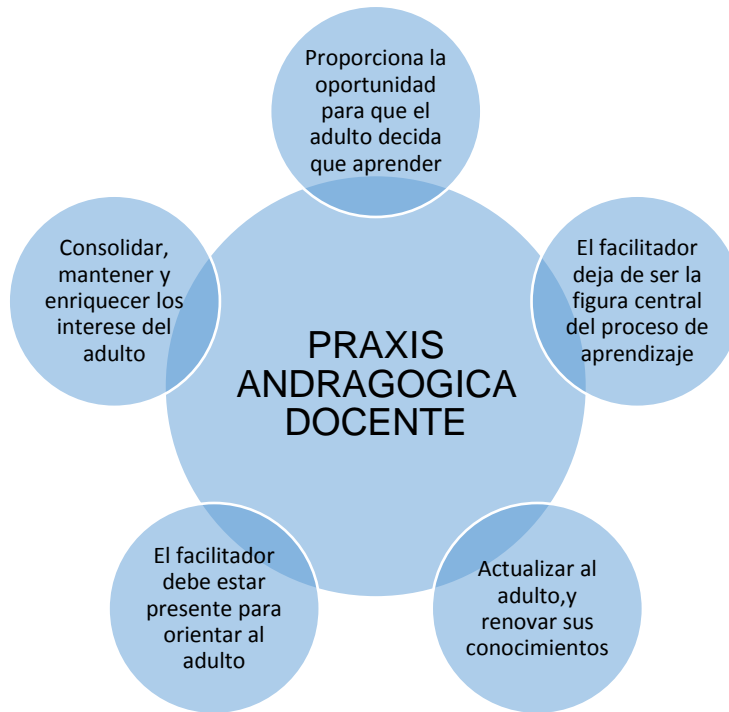 Proporciona la
oportunidad
para que el
adulto decida
que aprender
Consolidar,
mantener y
enriquecer los
interese del
adulto
El facilitador
deja de ser la
figura central
del proceso de
aprendizaje
PRAXIS
ANDRAGOGICA
DOCENTE
El facilitador
debe estar
presente para
orientar al
adulto
Actualizar al
adulto,y
renovar sus
conocimientos